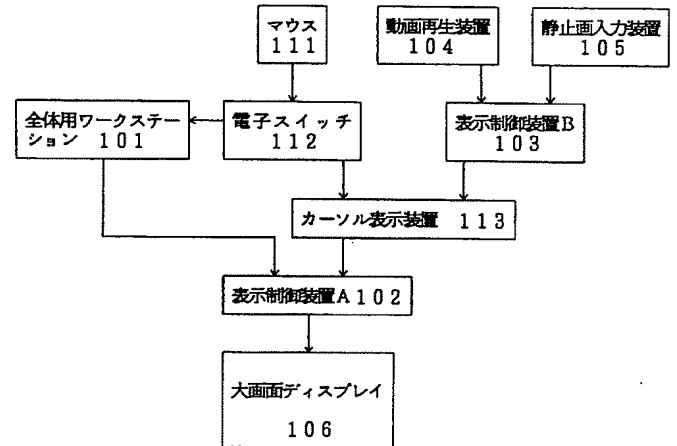 マウス
111
動画再生装置
104
静止画入力装置
105
全体用ワークステー
ション 101
電子スイッチ
112
表示制御装置B
103
カーソル表示装置 113
表示制御装置A102
大画面ディスプレイ
106